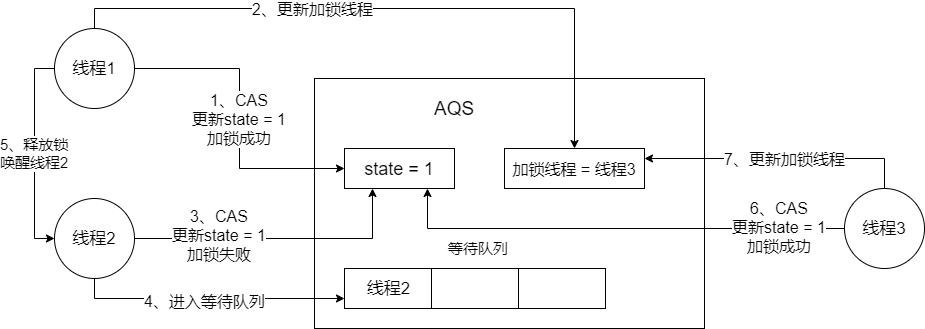 2、更新加锁线程
线程1
1、CAS
更新state = 1
加锁成功
AQS
5、释放锁
唤醒线程2
state = 1
加锁线程 = 线程3
7、更新加锁线程
线程2
3、CAS
更新state = 1
加锁失败
6、CAS
更新state = 1
加锁成功
线程3
等待队列
4、进入等待队列
线程2